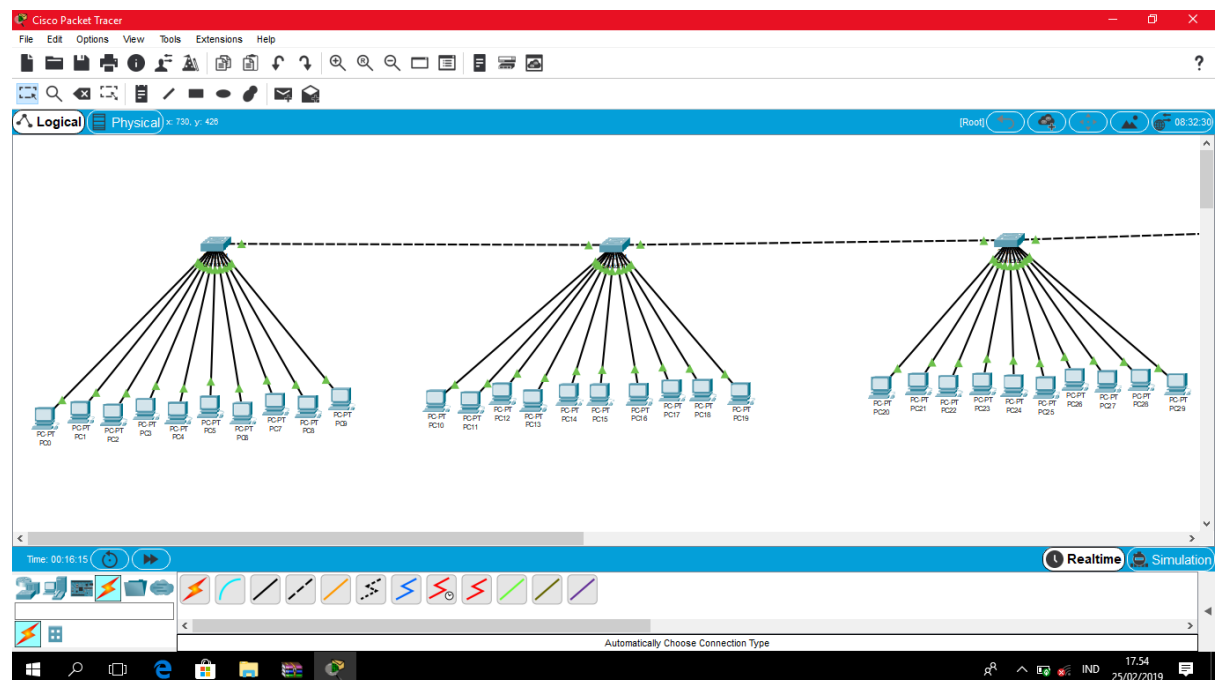 Cisco Packet Tracer
File Edit Options View Tools Extensions Help
?
Logical Physical x: 730, y: 426 [Root] 08:32:30
PC-PT PC0
PC-PT PC1
PC-PT PC2
PC-PT PC3
PC-PT PC4
PC-PT PC5
PC-PT PC6
PC-PT PC7
PC-PT PC8
PC-PT PC9
PC-PT PC10
PC-PT PC11
PC-PT PC12
PC-PT PC13
PC-PT PC14
PC-PT PC15
PC-PT PC16
PC-PT PC17
PC-PT PC18
PC-PT PC19
PC-PT PC20
PC-PT PC21
PC-PT PC22
PC-PT PC23
PC-PT PC24
PC-PT PC25
PC-PT PC26
PC-PT PC27
PC-PT PC28
PC-PT PC29
Time: 00:16:15 Realtime Simulation
Automatically Choose Connection Type
IND 17.54
25/02/2019